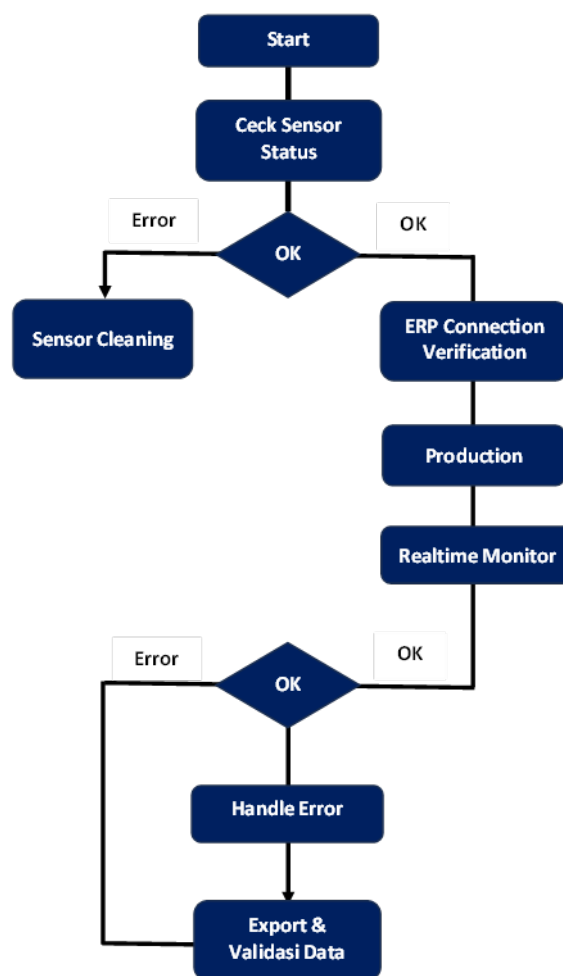 Start
Ceck Sensor
Status
Error
OK
OK
Sensor Cleaning
ERP Connection
Verification
Production
Realtime Monitor
Error
OK
OK
Handle Error
Export &
Validasi Data